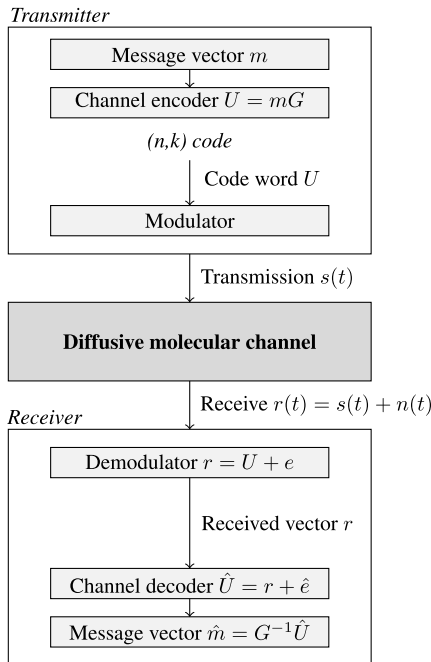 Transmitter
Message vector m
Channel encoder U = mG
(n,k) code
Code word U
Modulator
Transmission s(t)
Diffusive molecular channel
Receive r(t) = s(t) + n(t)
Receiver
Demodulator r = U + e
Received vector r
Channel decoder Û = r + ê
Message vector m̂ = G⁻¹Û